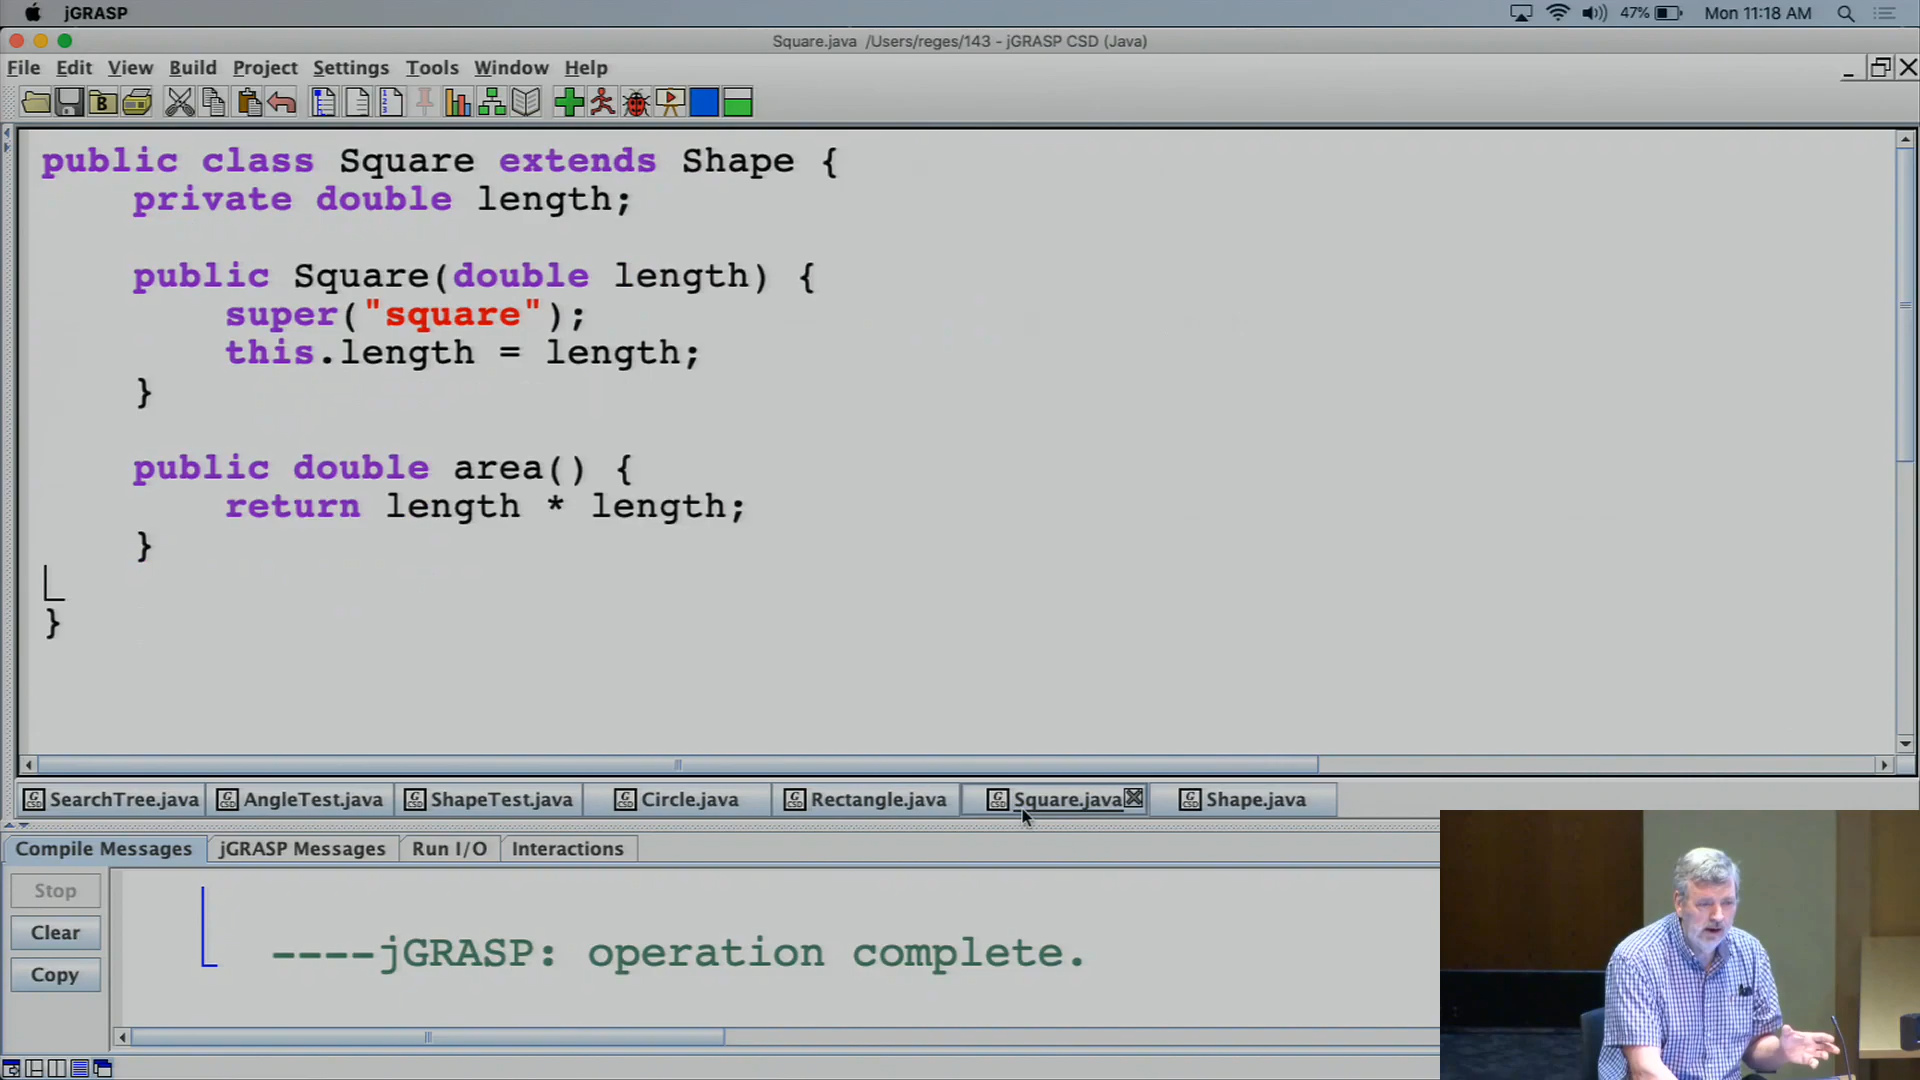 jGRASP
47%
Mon 11:18 AM
Square.java /Users/reges/143 - jGRASP CSD (Java)
File Edit View Build Project Settings Tools Window Help
public class Square extends Shape {
    private double length;
    public Square(double length) {
        super("square");
        this.length = length;
    }
    public double area() {
        return length * length;
    }
}
SearchTree.java AngleTest.java ShapeTest.java Circle.java Rectangle.java Square.java Shape.java
Compile Messages jGRASP Messages Run I/O Interactions
Stop
Clear
Copy
----jGRASP: operation complete.